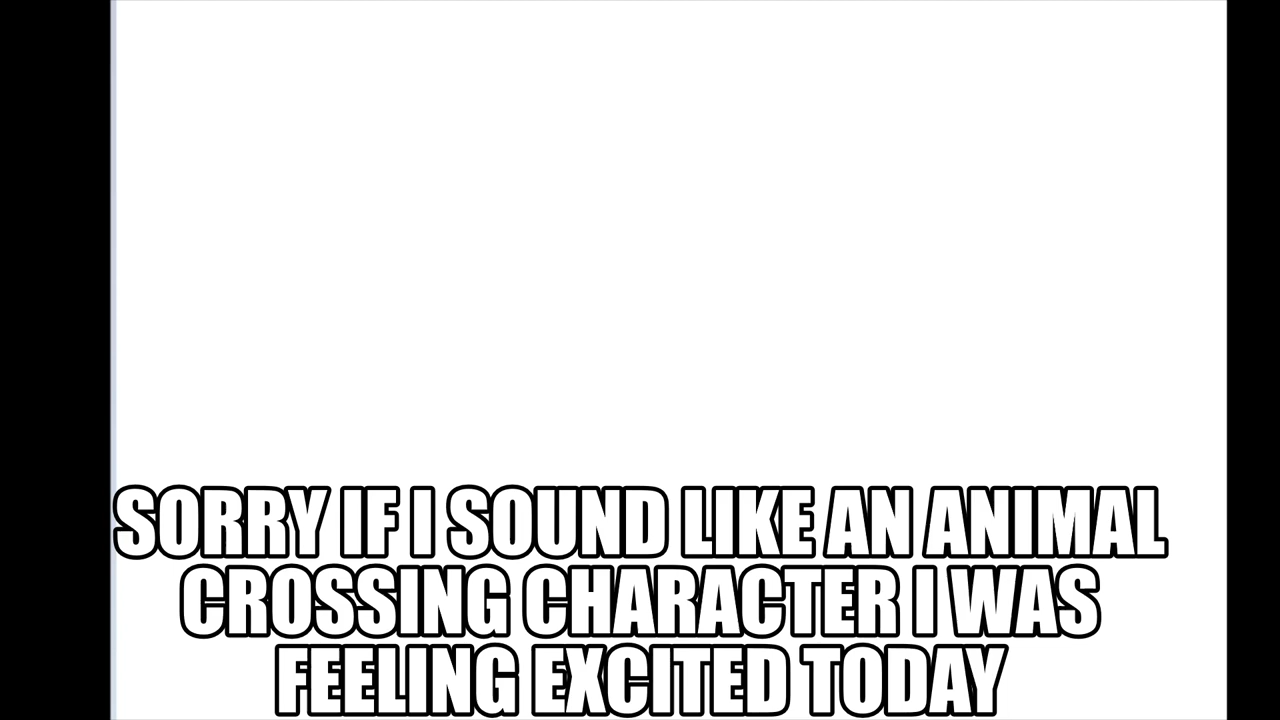 SORRY IF I SOUND LIKE AN ANIMAL
CROSSING CHARACTER I WAS
FEELING EXCITED TODAY